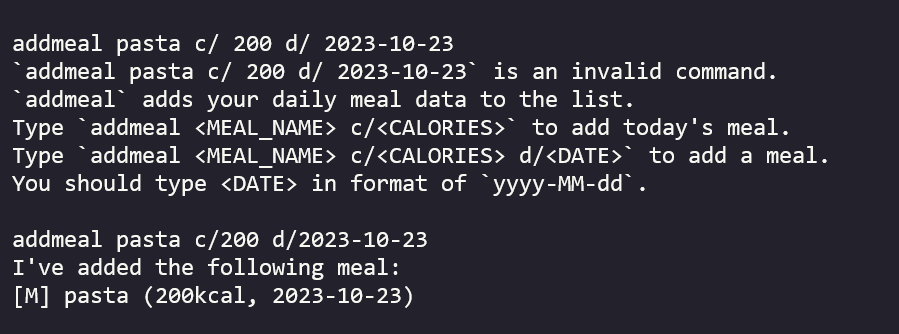 addmeal pasta c/ 200 d/ 2023-10-23
`addmeal pasta c/ 200 d/ 2023-10-23` is an invalid command.
`addmeal` adds your daily meal data to the list.
Type `addmeal <MEAL_NAME> c/<CALORIES>` to add today's meal.
Type `addmeal <MEAL_NAME> c/<CALORIES> d/<DATE>` to add a meal.
You should type <DATE> in format of `yyyy-MM-dd`.
addmeal pasta c/200 d/2023-10-23
I've added the following meal:
[M] pasta (200kcal, 2023-10-23)